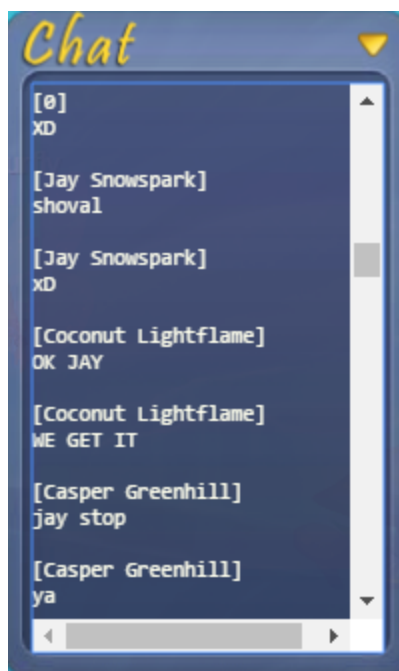 Chat
[0]
XD
[Jay Snowspark]
shoval
[Jay Snowspark]
xD
[Coconut Lightflame]
OK JAY
[Coconut Lightflame]
WE GET IT
[Casper Greenhill]
jay stop
[Casper Greenhill]
ya